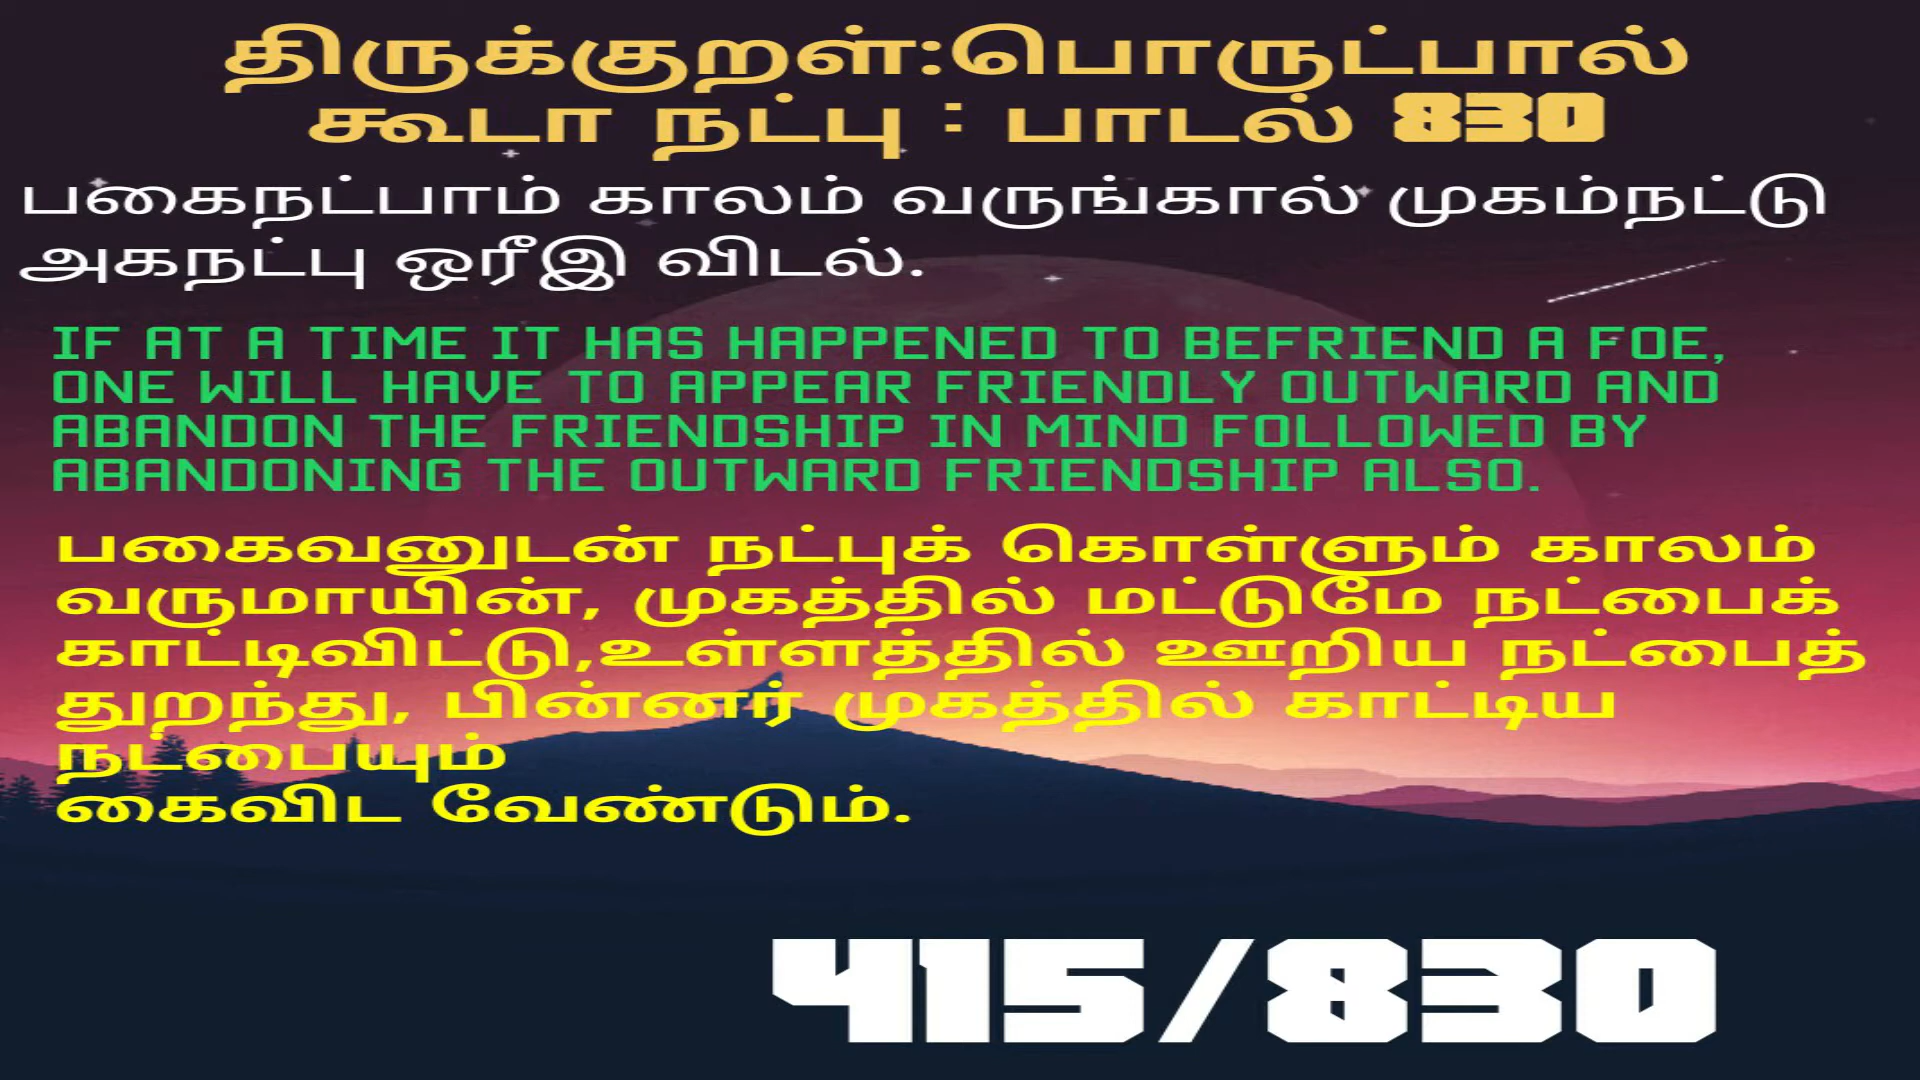 திருக்குறள்:பொருட்பால்
கூடா நட்பு : பாடல் 830
பகைநட்பாம் காலம் வருங்கால் முகம்நட்டு
அகநட்பு ஒரீஇ விடல்.
IF AT A TIME IT HAS HAPPENED TO BEFRIEND A FOE,
ONE WILL HAVE TO APPEAR FRIENDLY OUTWARD AND
ABANDON THE FRIENDSHIP IN MIND FOLLOWED BY
ABANDONING THE OUTWARD FRIENDSHIP ALSO.
பகைவனுடன் நட்புக் கொள்ளும் காலம்
வருமாயின், முகத்தில் மட்டுமே நட்பைக்
காட்டிவிட்டு,உள்ளத்தில் ஊறிய நட்பைத்
துறந்து, பின்னர் முகத்தில் காட்டிய
நட்பையும்
கைவிட வேண்டும்.
415/830